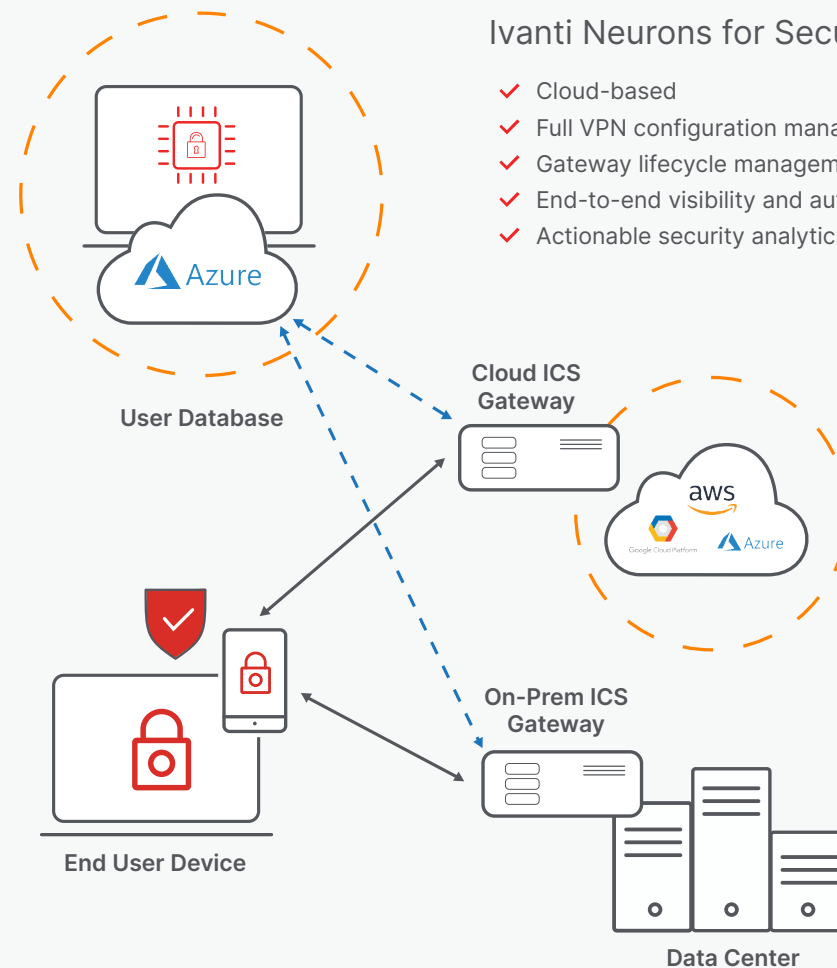 Ivanti Neurons for Secu
Cloud-based
Full VPN configuration mana
Gateway lifecycle managem
End-to-end visibility and au
Actionable security analytic
Azure
User Database
Cloud ICS
Gateway
aws
Google Cloud Platform
Azure
On-Prem ICS
Gateway
End User Device
Data Center